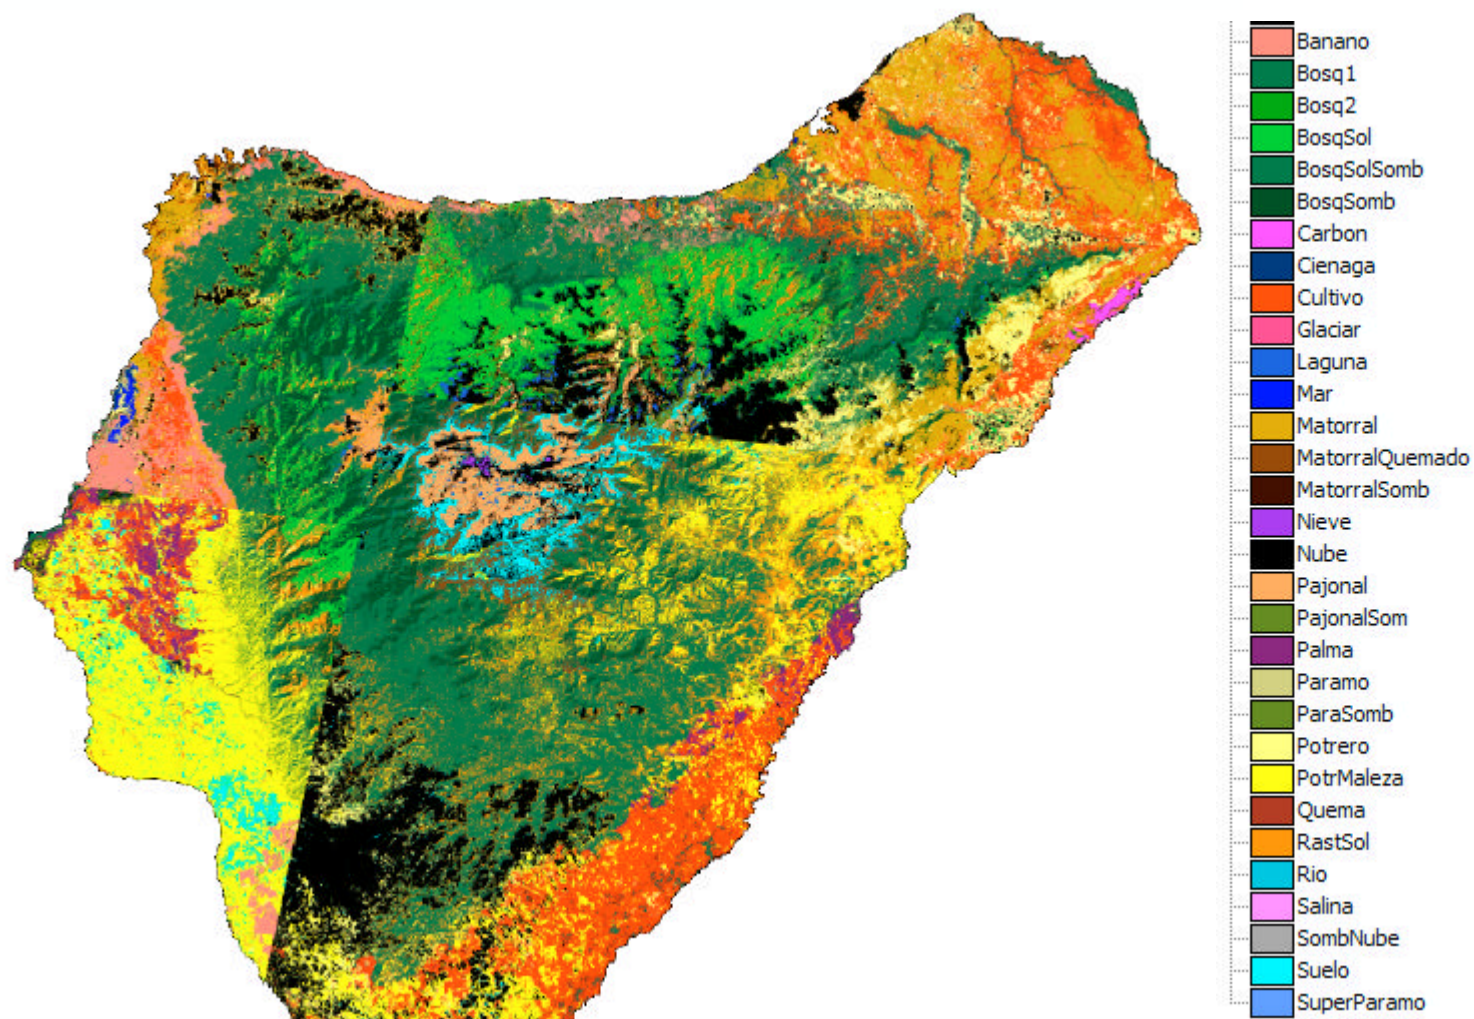 Banano
Bosq1
Bosq2
BosqSol
BosqSolSomb
BosqSomb
Carbon
Cienaga
Cultivo
Glaciar
Laguna
Mar
Matorral
MatorralQuemado
MatorralSomb
Nieve
Nube
Pajonal
PajonalSom
Palma
Paramo
ParaSomb
Potrero
PotrMaleza
Quema
RastSol
Rio
Salina
SombNube
Suelo
SuperParamo